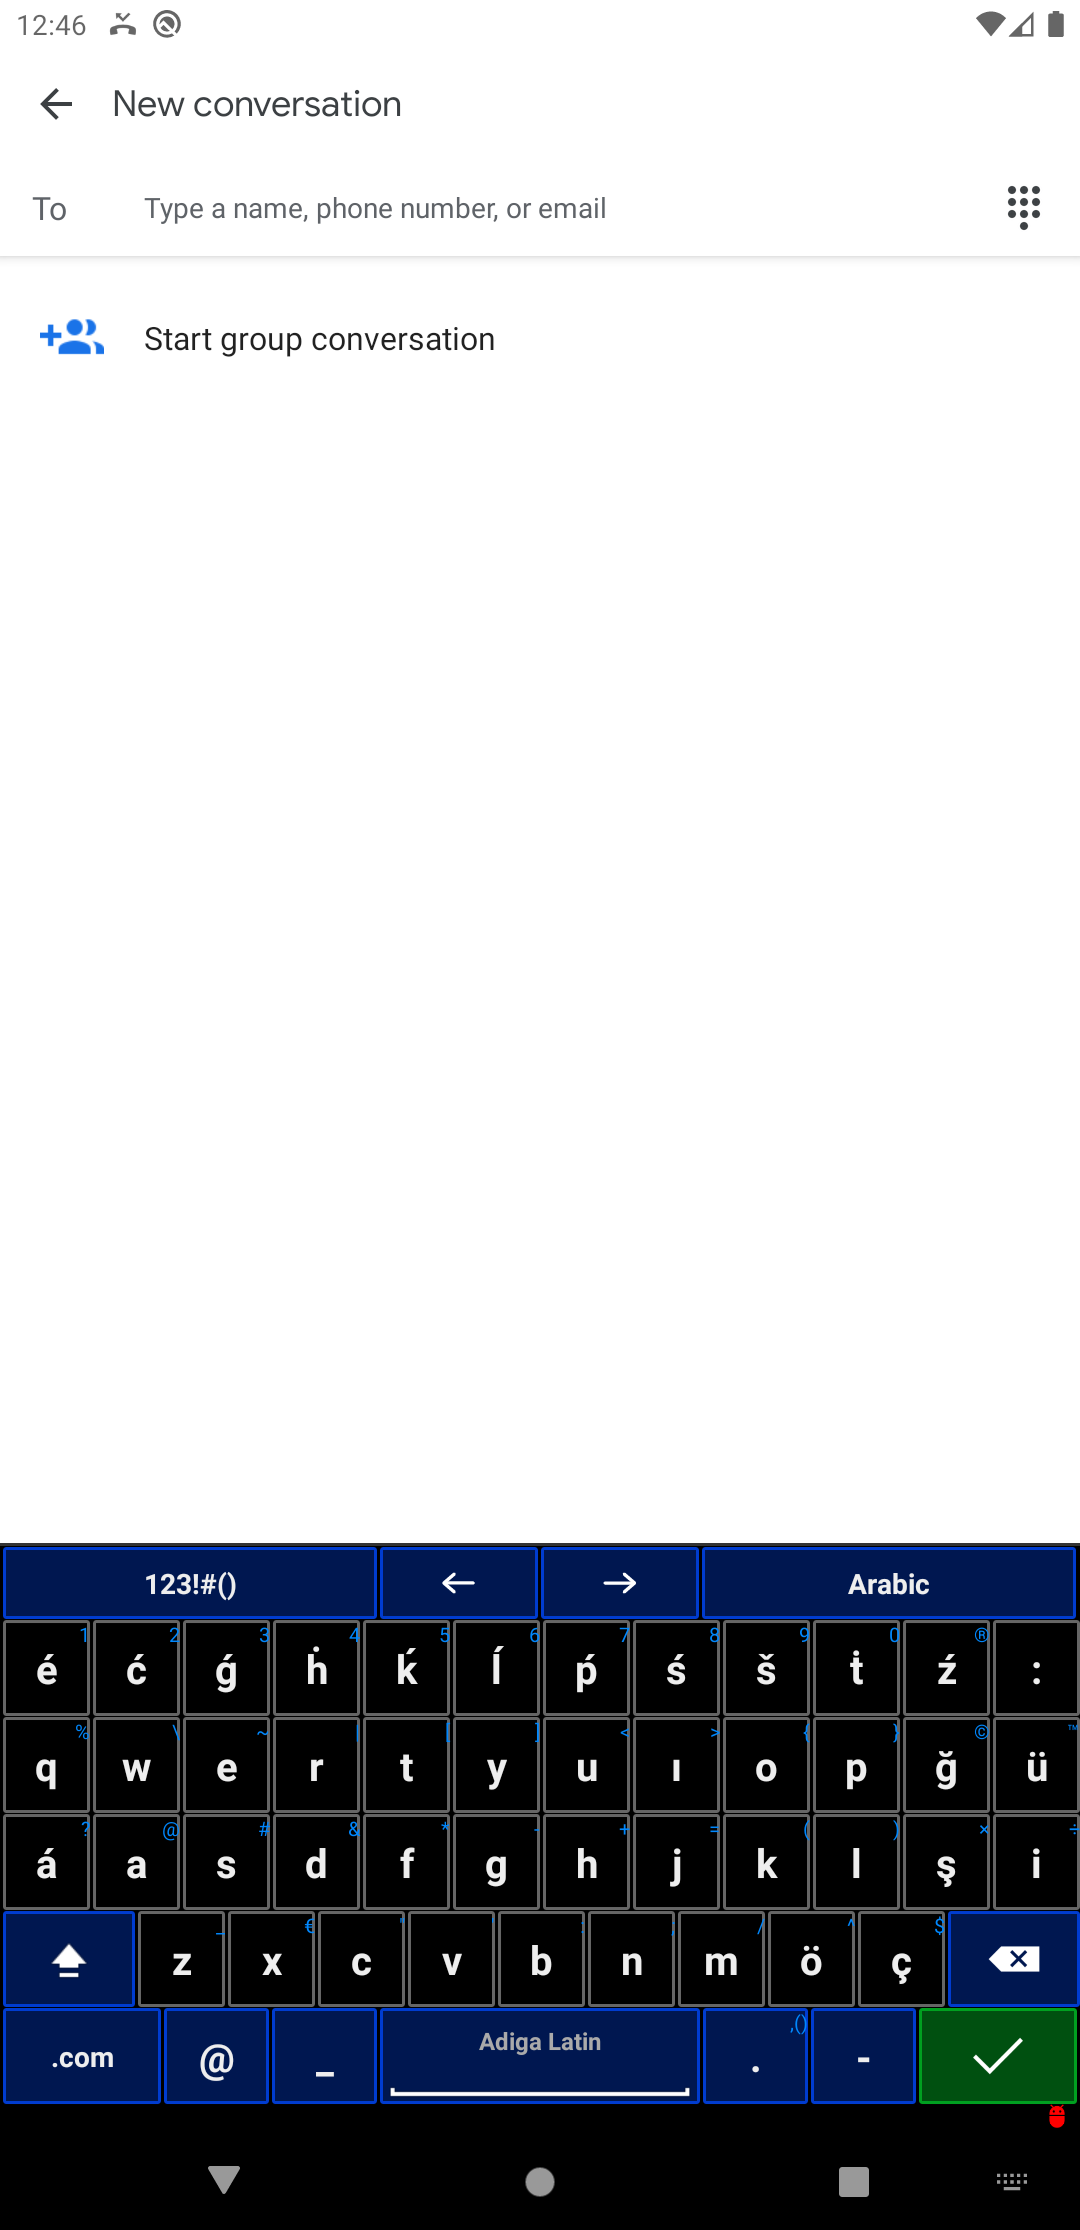 12:46
New conversation
To Type a name, phone number, or email
Start group conversation
123!#() ← → Arabic
1 2 3 4 5 6 7 8 9 0 ®
é ć ǵ ḣ ḱ ĺ ṕ ś š ṫ ź :
% \ ~ | [ ] < > { } © ™
q w e r t y u ı o p ğ ü
? @ # & * - + = ( ) × ÷
á a s d f g h j k l ş i
_ € ' / ^ $
z x c v b n m ö ç
,()
.com @ _ Adiga Latin . -